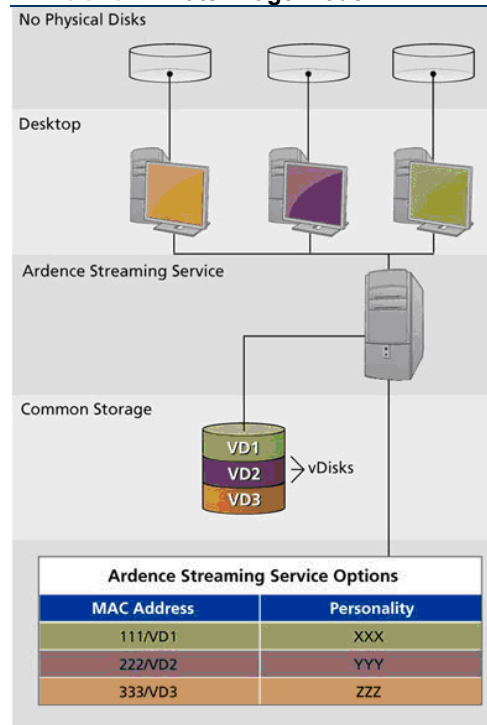 No Physical Disks
Desktop
Ardence Streaming Service
Common Storage
VD1
VD2
VD3
vDisks
Ardence Streaming Service Options
MAC Address Personality
111/VD1 XXX
222/VD2 YYY
333/VD3 ZZZ